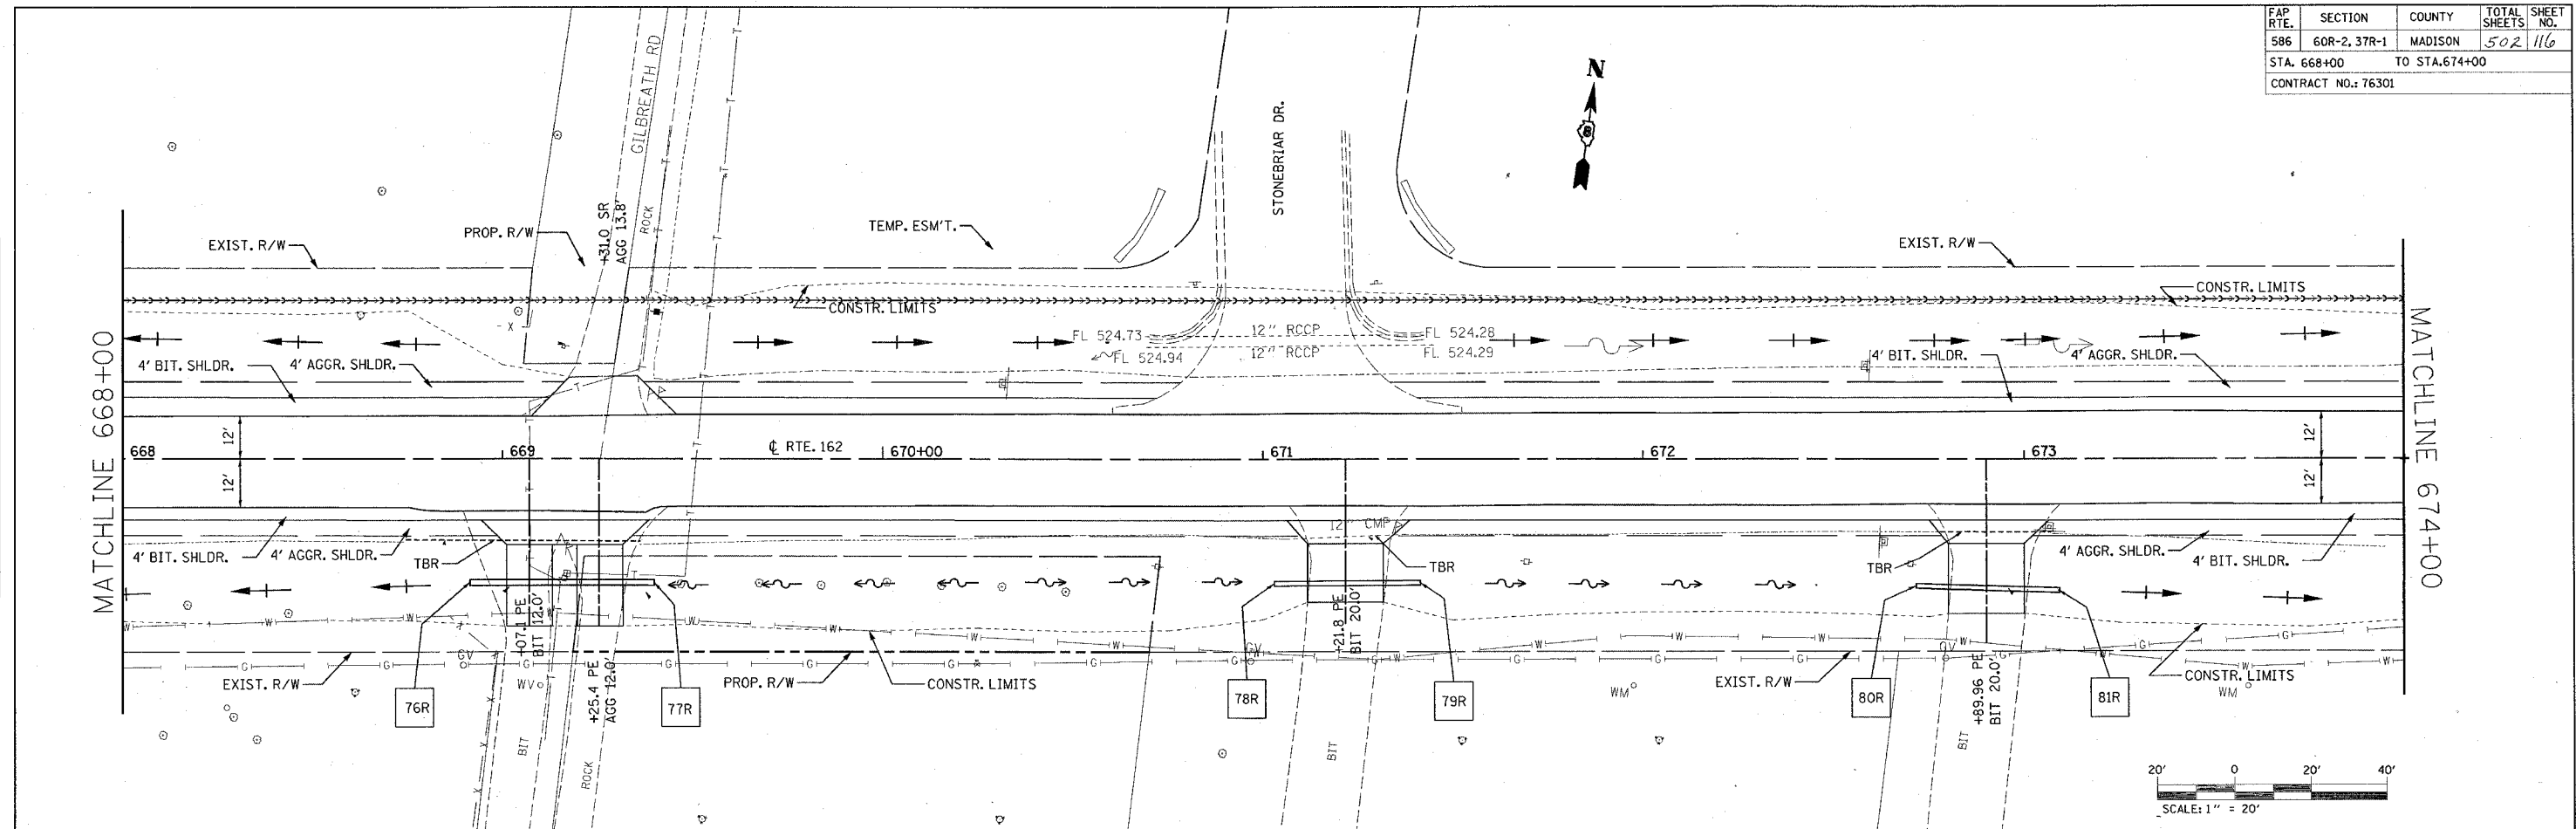 FAP RTE. SECTION COUNTY TOTAL SHEETS SHEET NO.
586 60R-2, 37R-1 MADISON 502 116
STA. 668+00 TO STA.674+00
CONTRACT NO.: 76301
N
8
GILBREATH RD
STONEBRIAR DR.
ROCK
+31.0 SR
AGG 13.8'
EXIST. R/W
PROP. R/W
TEMP. ESM'T.
EXIST. R/W
CONSTR. LIMITS
CONSTR. LIMITS
FL 524.73
12" RCCP
FL 524.28
FL 524.94
12" RCCP
FL 524.29
4' BIT. SHLDR.
4' AGGR. SHLDR.
4' BIT. SHLDR.
4' AGGR. SHLDR.
MATCHLINE 668+00
MATCHLINE 674+00
12'
12'
12'
12'
668
669
℄ RTE. 162
670+00
671
672
673
4' BIT. SHLDR.
4' AGGR. SHLDR.
TBR
12" CMP
TBR
TBR
4' AGGR. SHLDR.
4' BIT. SHLDR.
+07.1 PE
BIT 12.0'
+25.4 PE
AGG 12.0'
+21.8 PE
BIT 20.0'
+89.96 PE
BIT 20.0'
GV
GV
GV
WV
WM
WM
EXIST. R/W
PROP. R/W
CONSTR. LIMITS
EXIST. R/W
CONSTR. LIMITS
76R
77R
78R
79R
80R
81R
BIT
ROCK
BIT
BIT
20' 0 20' 40'
SCALE: 1" = 20'